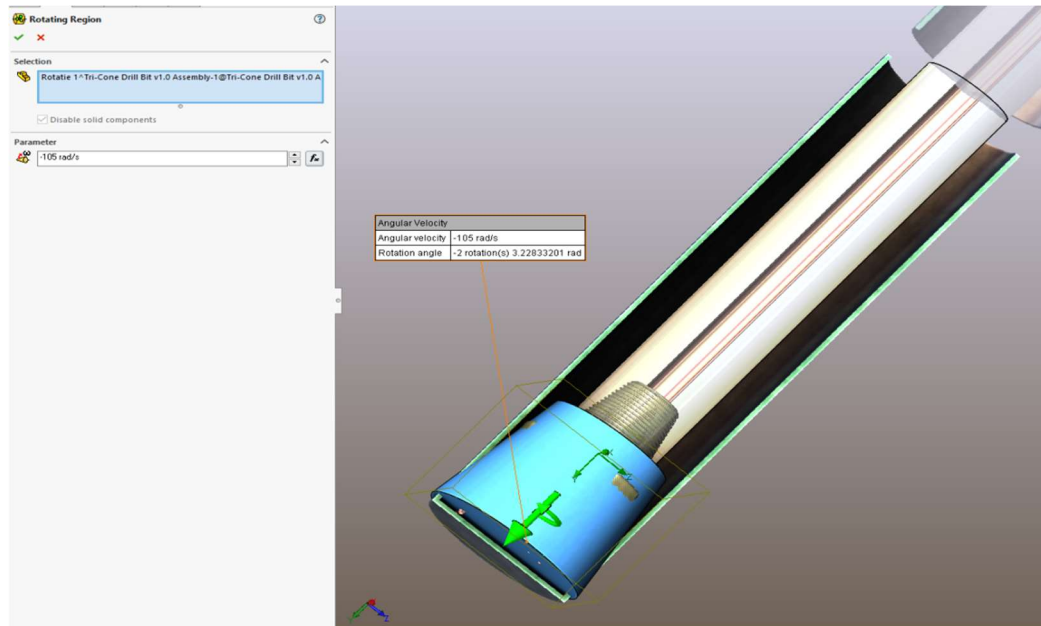 Rotating Region
Selection
Rotatie 1^Tri-Cone Drill Bit v1.0 Assembly-1@Tri-Cone Drill Bit v1.0 A
Disable solid components
Parameter
-105 rad/s
Angular Velocity
Angular velocity -105 rad/s
Rotation angle -2 rotation(s) 3.22833201 rad